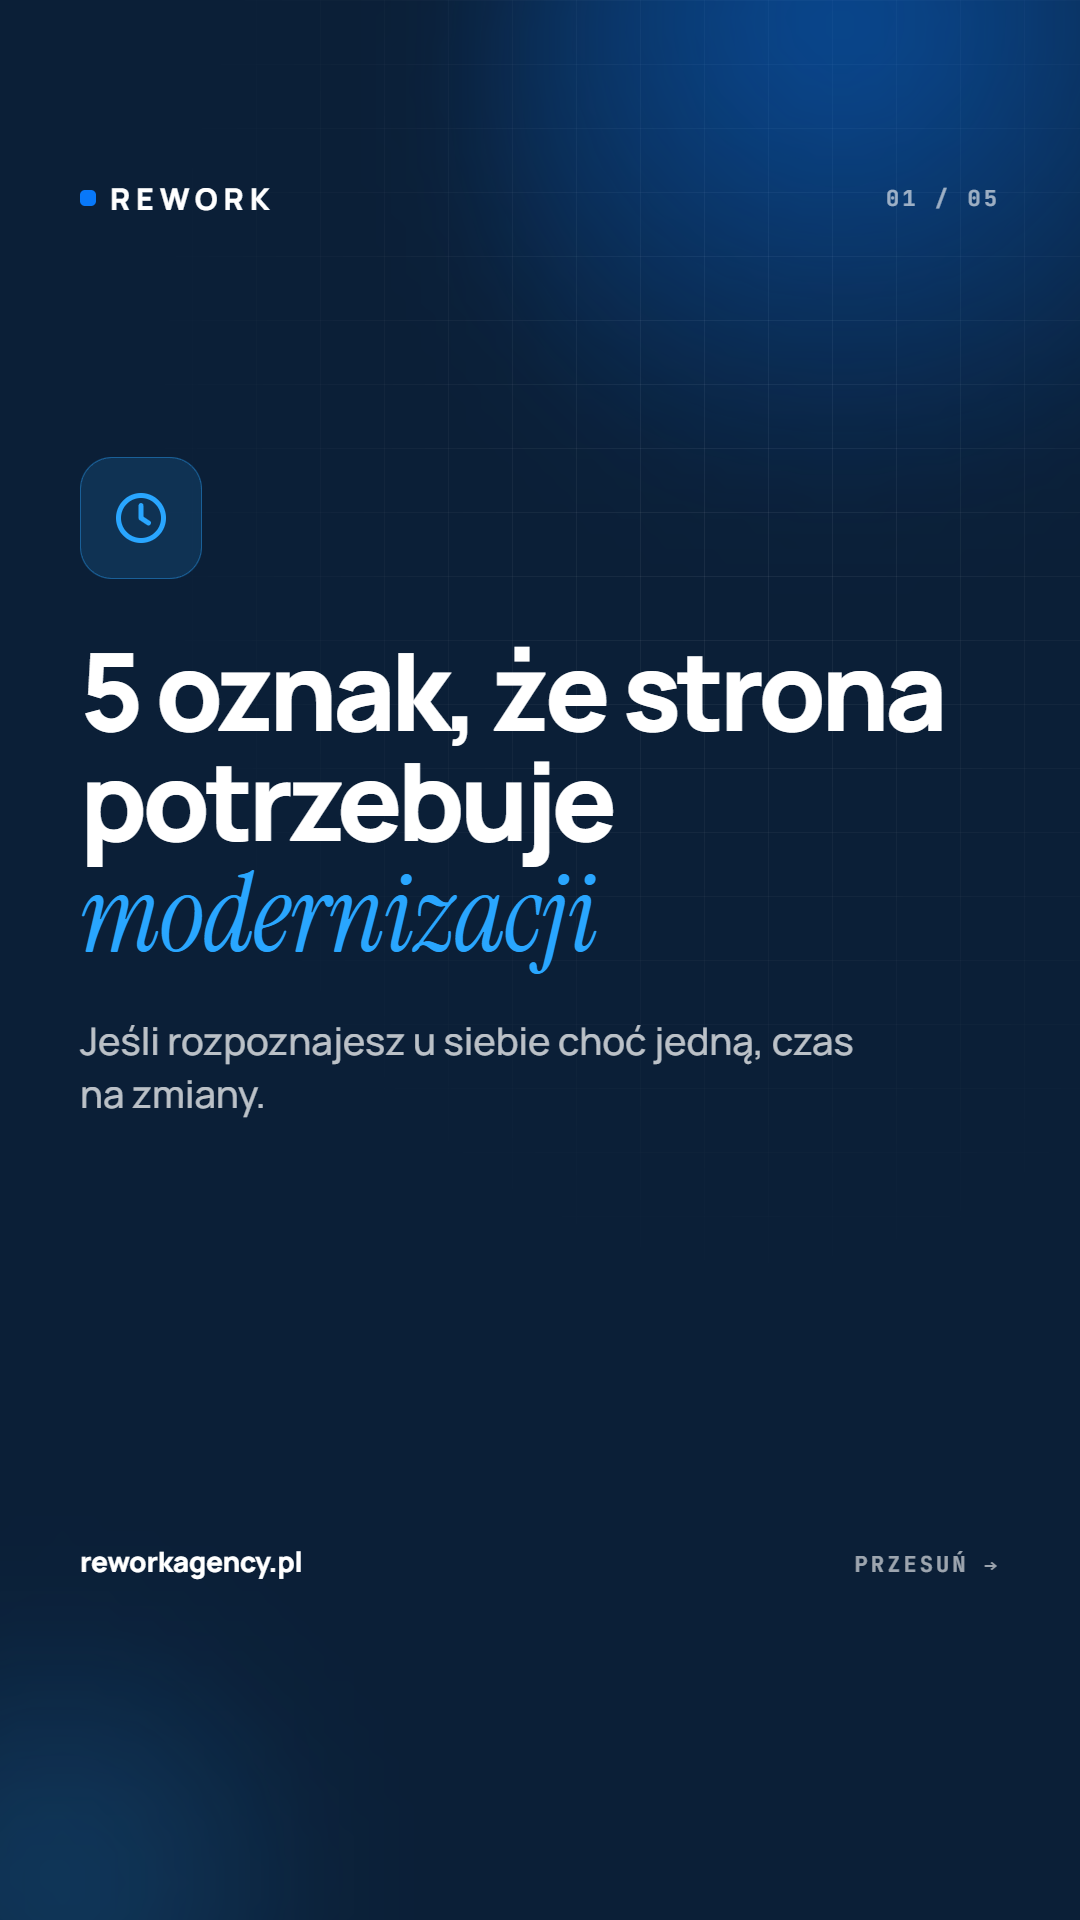 REWORK
01 / 05
5 oznak, że strona
potrzebuje
modernizacji
Jeśli rozpoznajesz u siebie choć jedną, czas
na zmiany.
reworkagency.pl
PRZESUŃ →